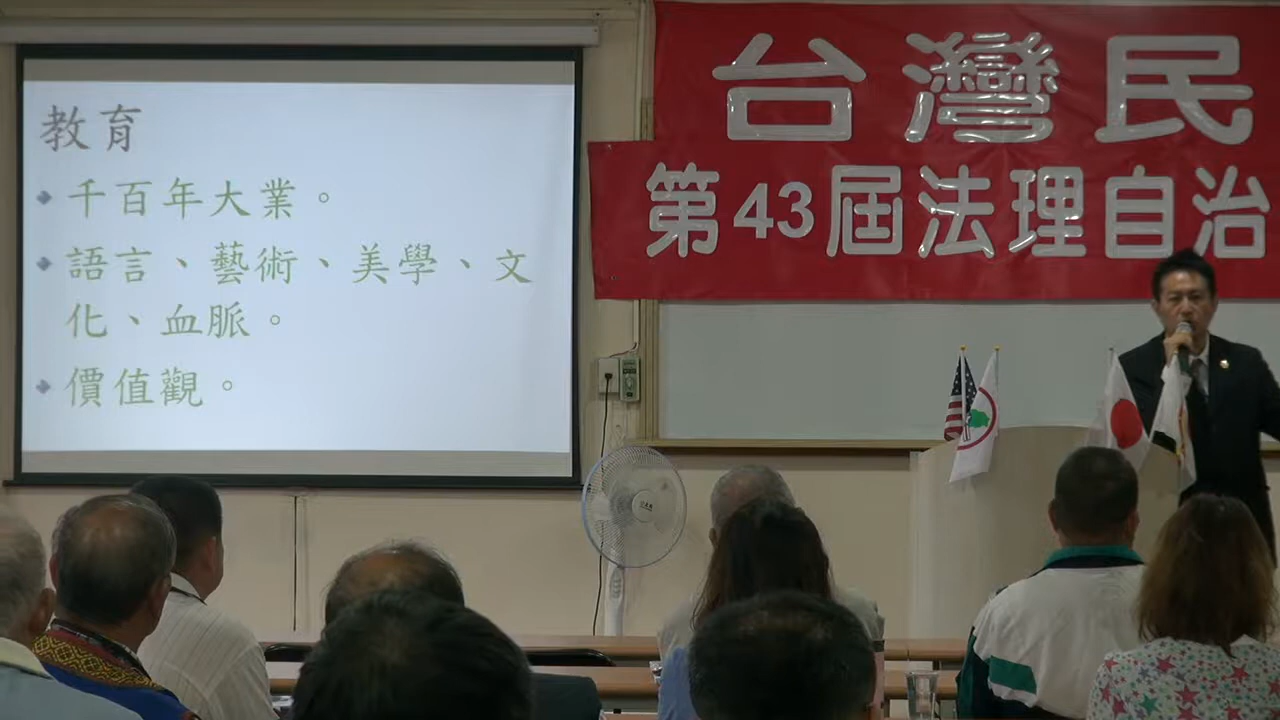 教育
千百年大業。
語言、藝術、美學、文
化、血脈。
價值觀。
台灣民
第43屆法理自治